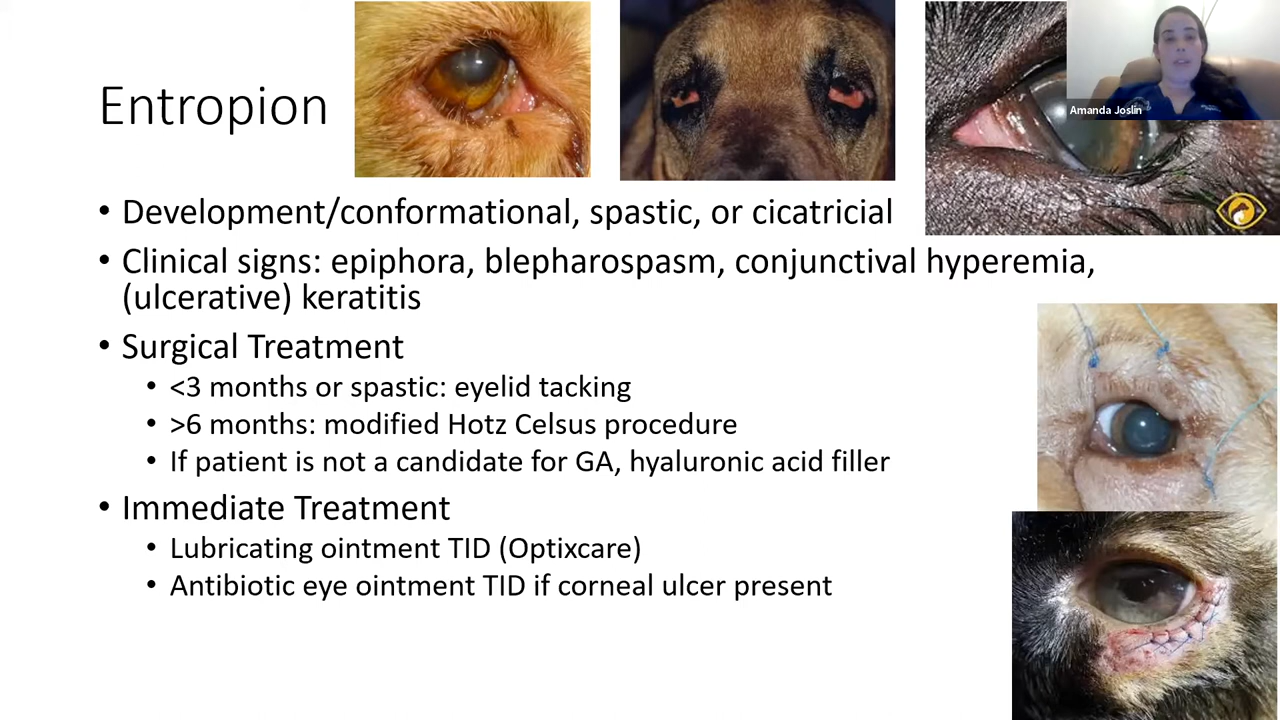 Entropion
Amanda Joslin
• Development/conformational, spastic, or cicatricial
• Clinical signs: epiphora, blepharospasm, conjunctival hyperemia,
(ulcerative) keratitis
• Surgical Treatment
• <3 months or spastic: eyelid tacking
• >6 months: modified Hotz Celsus procedure
• If patient is not a candidate for GA, hyaluronic acid filler
• Immediate Treatment
• Lubricating ointment TID (Optixcare)
• Antibiotic eye ointment TID if corneal ulcer present